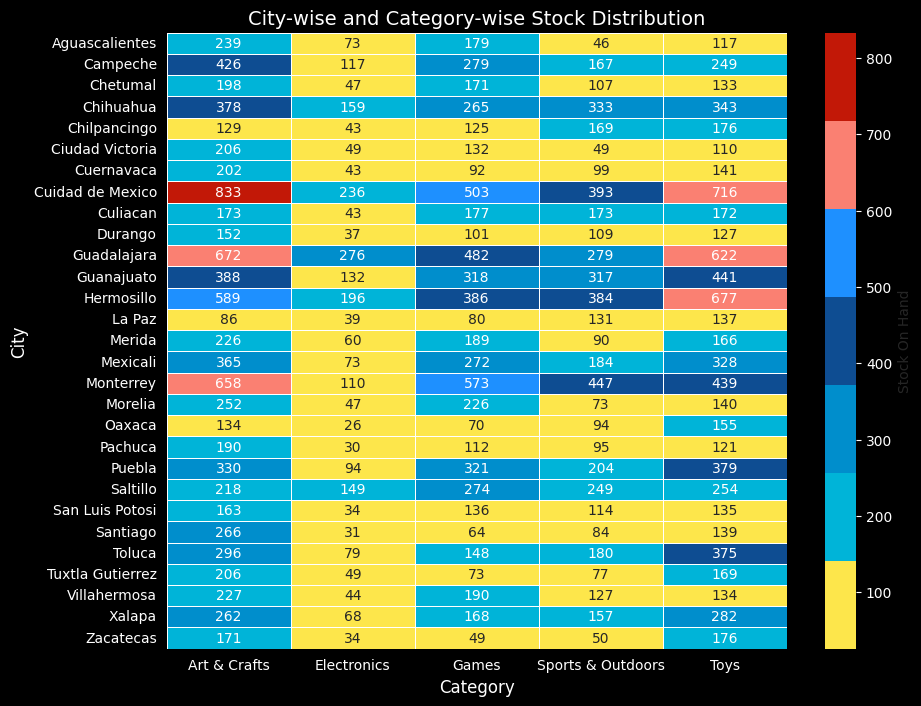 City-wise and Category-wise Stock Distribution
Aguascalientes 239 73 179 46 117
Campeche 426 117 279 167 249
Chetumal 198 47 171 107 133
Chihuahua 378 159 265 333 343
Chilpancingo 129 43 125 169 176
Ciudad Victoria 206 49 132 49 110
Cuernavaca 202 43 92 99 141
Cuidad de Mexico 833 236 503 393 716
Culiacan 173 43 177 173 172
Durango 152 37 101 109 127
Guadalajara 672 276 482 279 622
Guanajuato 388 132 318 317 441
Hermosillo 589 196 386 384 677
La Paz 86 39 80 131 137
Merida 226 60 189 90 166
Mexicali 365 73 272 184 328
Monterrey 658 110 573 447 439
Morelia 252 47 226 73 140
Oaxaca 134 26 70 94 155
Pachuca 190 30 112 95 121
Puebla 330 94 321 204 379
Saltillo 218 149 274 249 254
San Luis Potosi 163 34 136 114 135
Santiago 266 31 64 84 139
Toluca 296 79 148 180 375
Tuxtla Gutierrez 206 49 73 77 169
Villahermosa 227 44 190 127 134
Xalapa 262 68 168 157 282
Zacatecas 171 34 49 50 176
Art & Crafts Electronics Games Sports & Outdoors Toys
Category
City
800
700
600
500
400
300
200
100
Stock On Hand